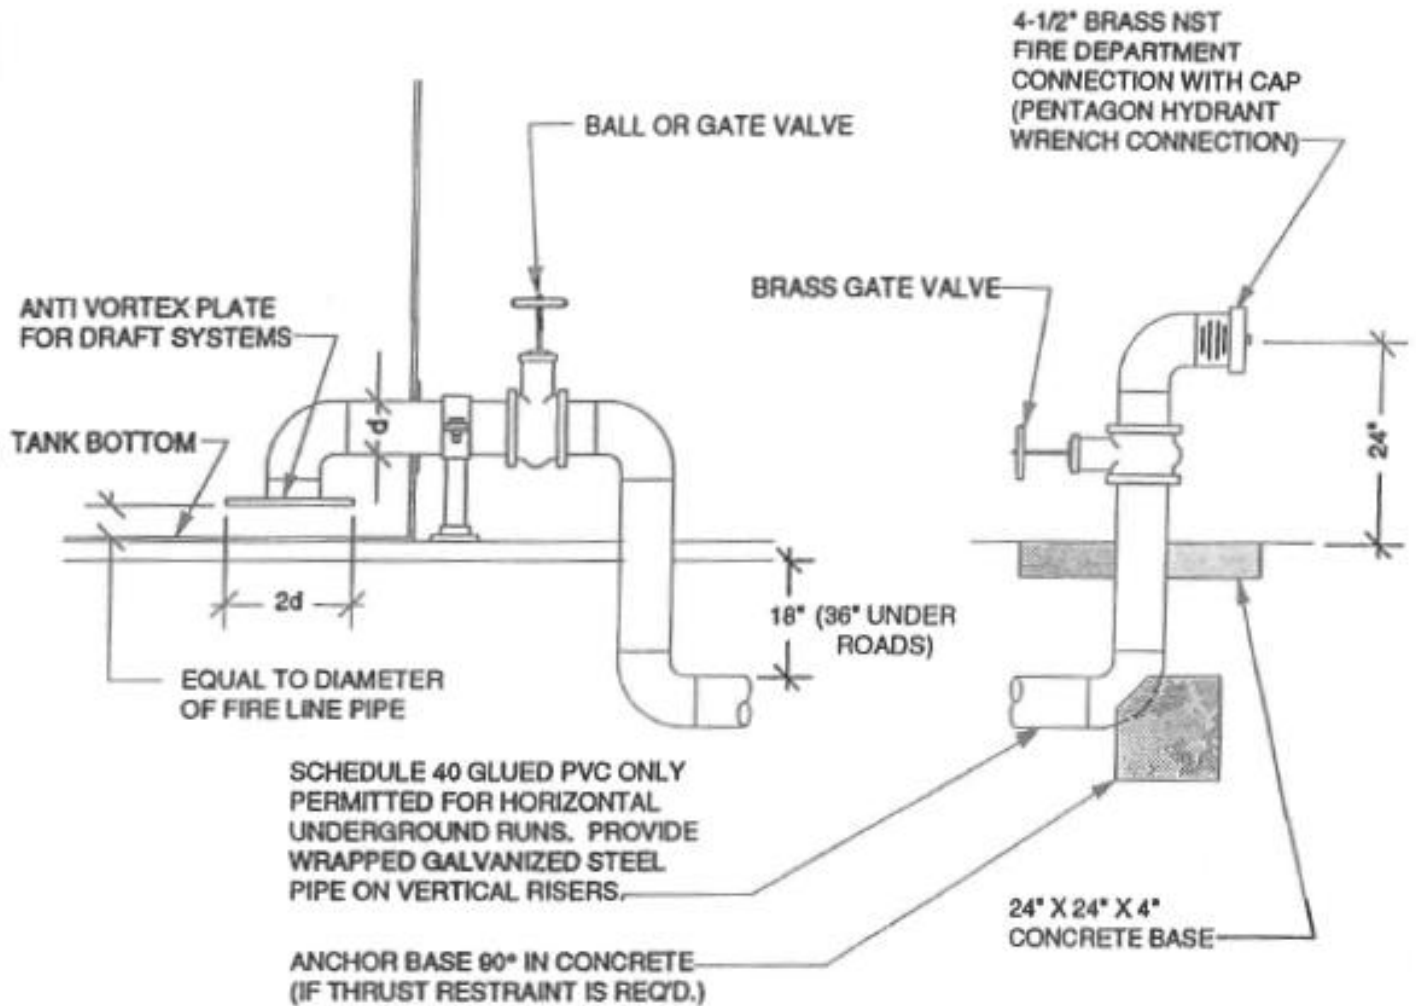 4-1/2" BRASS NST
FIRE DEPARTMENT
CONNECTION WITH CAP
(PENTAGON HYDRANT
WRENCH CONNECTION)
BALL OR GATE VALVE
BRASS GATE VALVE
ANTI VORTEX PLATE
FOR DRAFT SYSTEMS
TANK BOTTOM
d
24"
2d
18" (36" UNDER
ROADS)
EQUAL TO DIAMETER
OF FIRE LINE PIPE
SCHEDULE 40 GLUED PVC ONLY
PERMITTED FOR HORIZONTAL
UNDERGROUND RUNS. PROVIDE
WRAPPED GALVANIZED STEEL
PIPE ON VERTICAL RISERS.
24" X 24" X 4"
CONCRETE BASE
ANCHOR BASE 90° IN CONCRETE
(IF THRUST RESTRAINT IS REQ'D.)